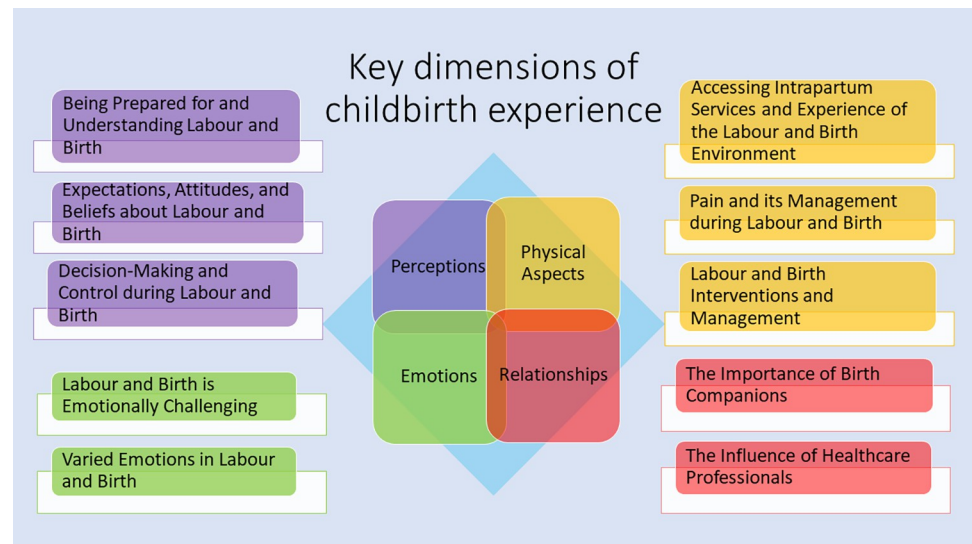 Key dimensions of
childbirth experience
Being Prepared for and
Understanding Labour and
Birth
Expectations, Attitudes, and
Beliefs about Labour and
Birth
Decision-Making and
Control during Labour and
Birth
Labour and Birth is
Emotionally Challenging
Varied Emotions in Labour
and Birth
Perceptions
Physical
Aspects
Emotions
Relationships
Accessing Intrapartum
Services and Experience of
the Labour and Birth
Environment
Pain and its Management
during Labour and Birth
Labour and Birth
Interventions and
Management
The Importance of Birth
Companions
The Influence of Healthcare
Professionals